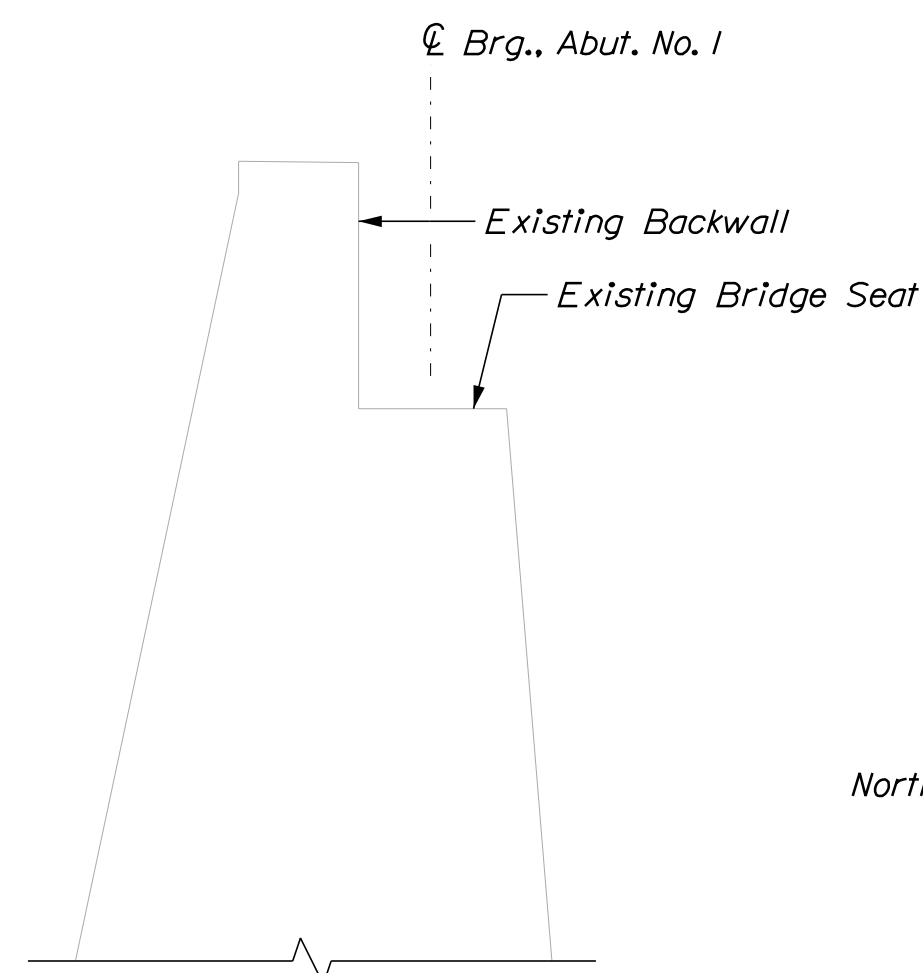 ℄ Brg., Abut. No. 1
Existing Backwall
Existing Bridge Seat